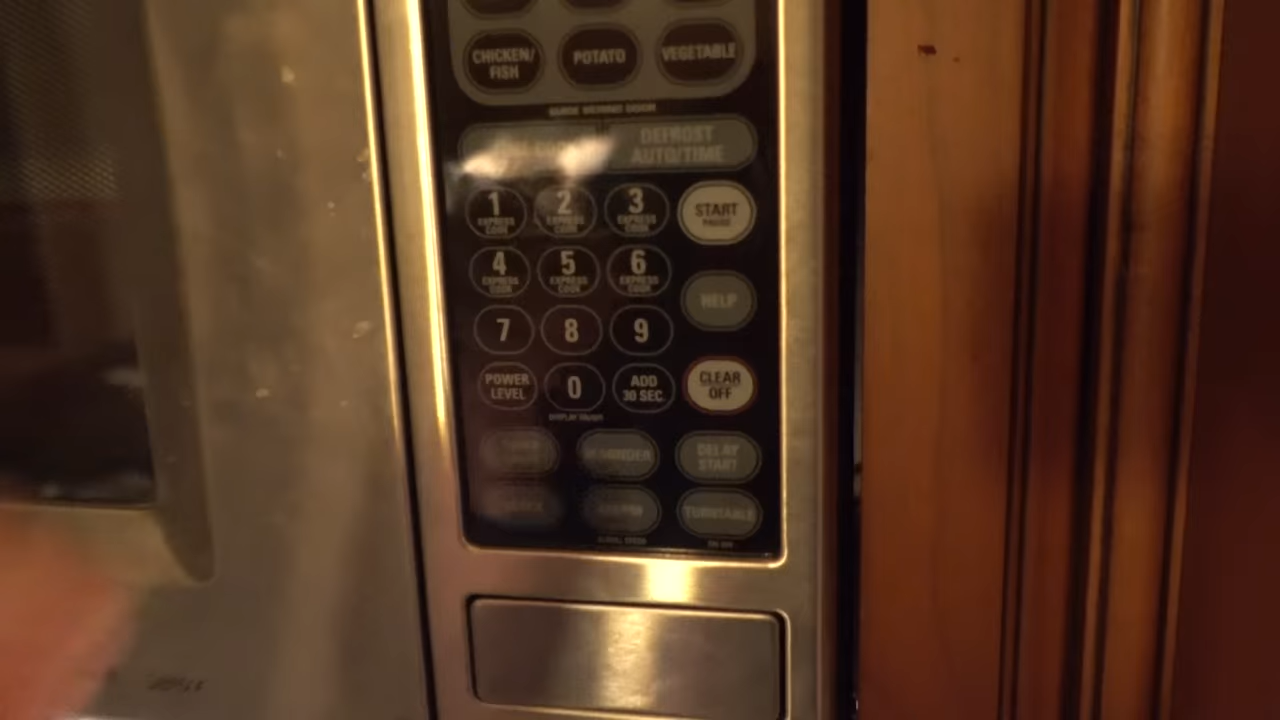 CHICKEN/
FISH
POTATO
VEGETABLE
DEFROST
AUTO/TIME
1
EXPRESS
COOK
2
EXPRESS
COOK
3
EXPRESS
COOK
START
PAUSE
4
EXPRESS
COOK
5
EXPRESS
COOK
6
EXPRESS
COOK
HELP
7
8
9
POWER
LEVEL
0
ADD
30 SEC
CLEAR
OFF
REMINDER
DELAY
START
TURNTABLE